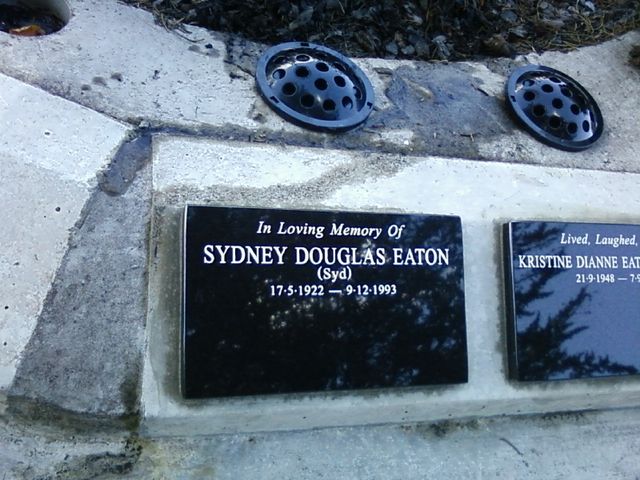 In Loving Memory Of
SYDNEY DOUGLAS EATON
(Syd)
17·5·1922 — 9·12·1993
Lived, Laughed,
KRISTINE DIANNE
21·9·1948 —